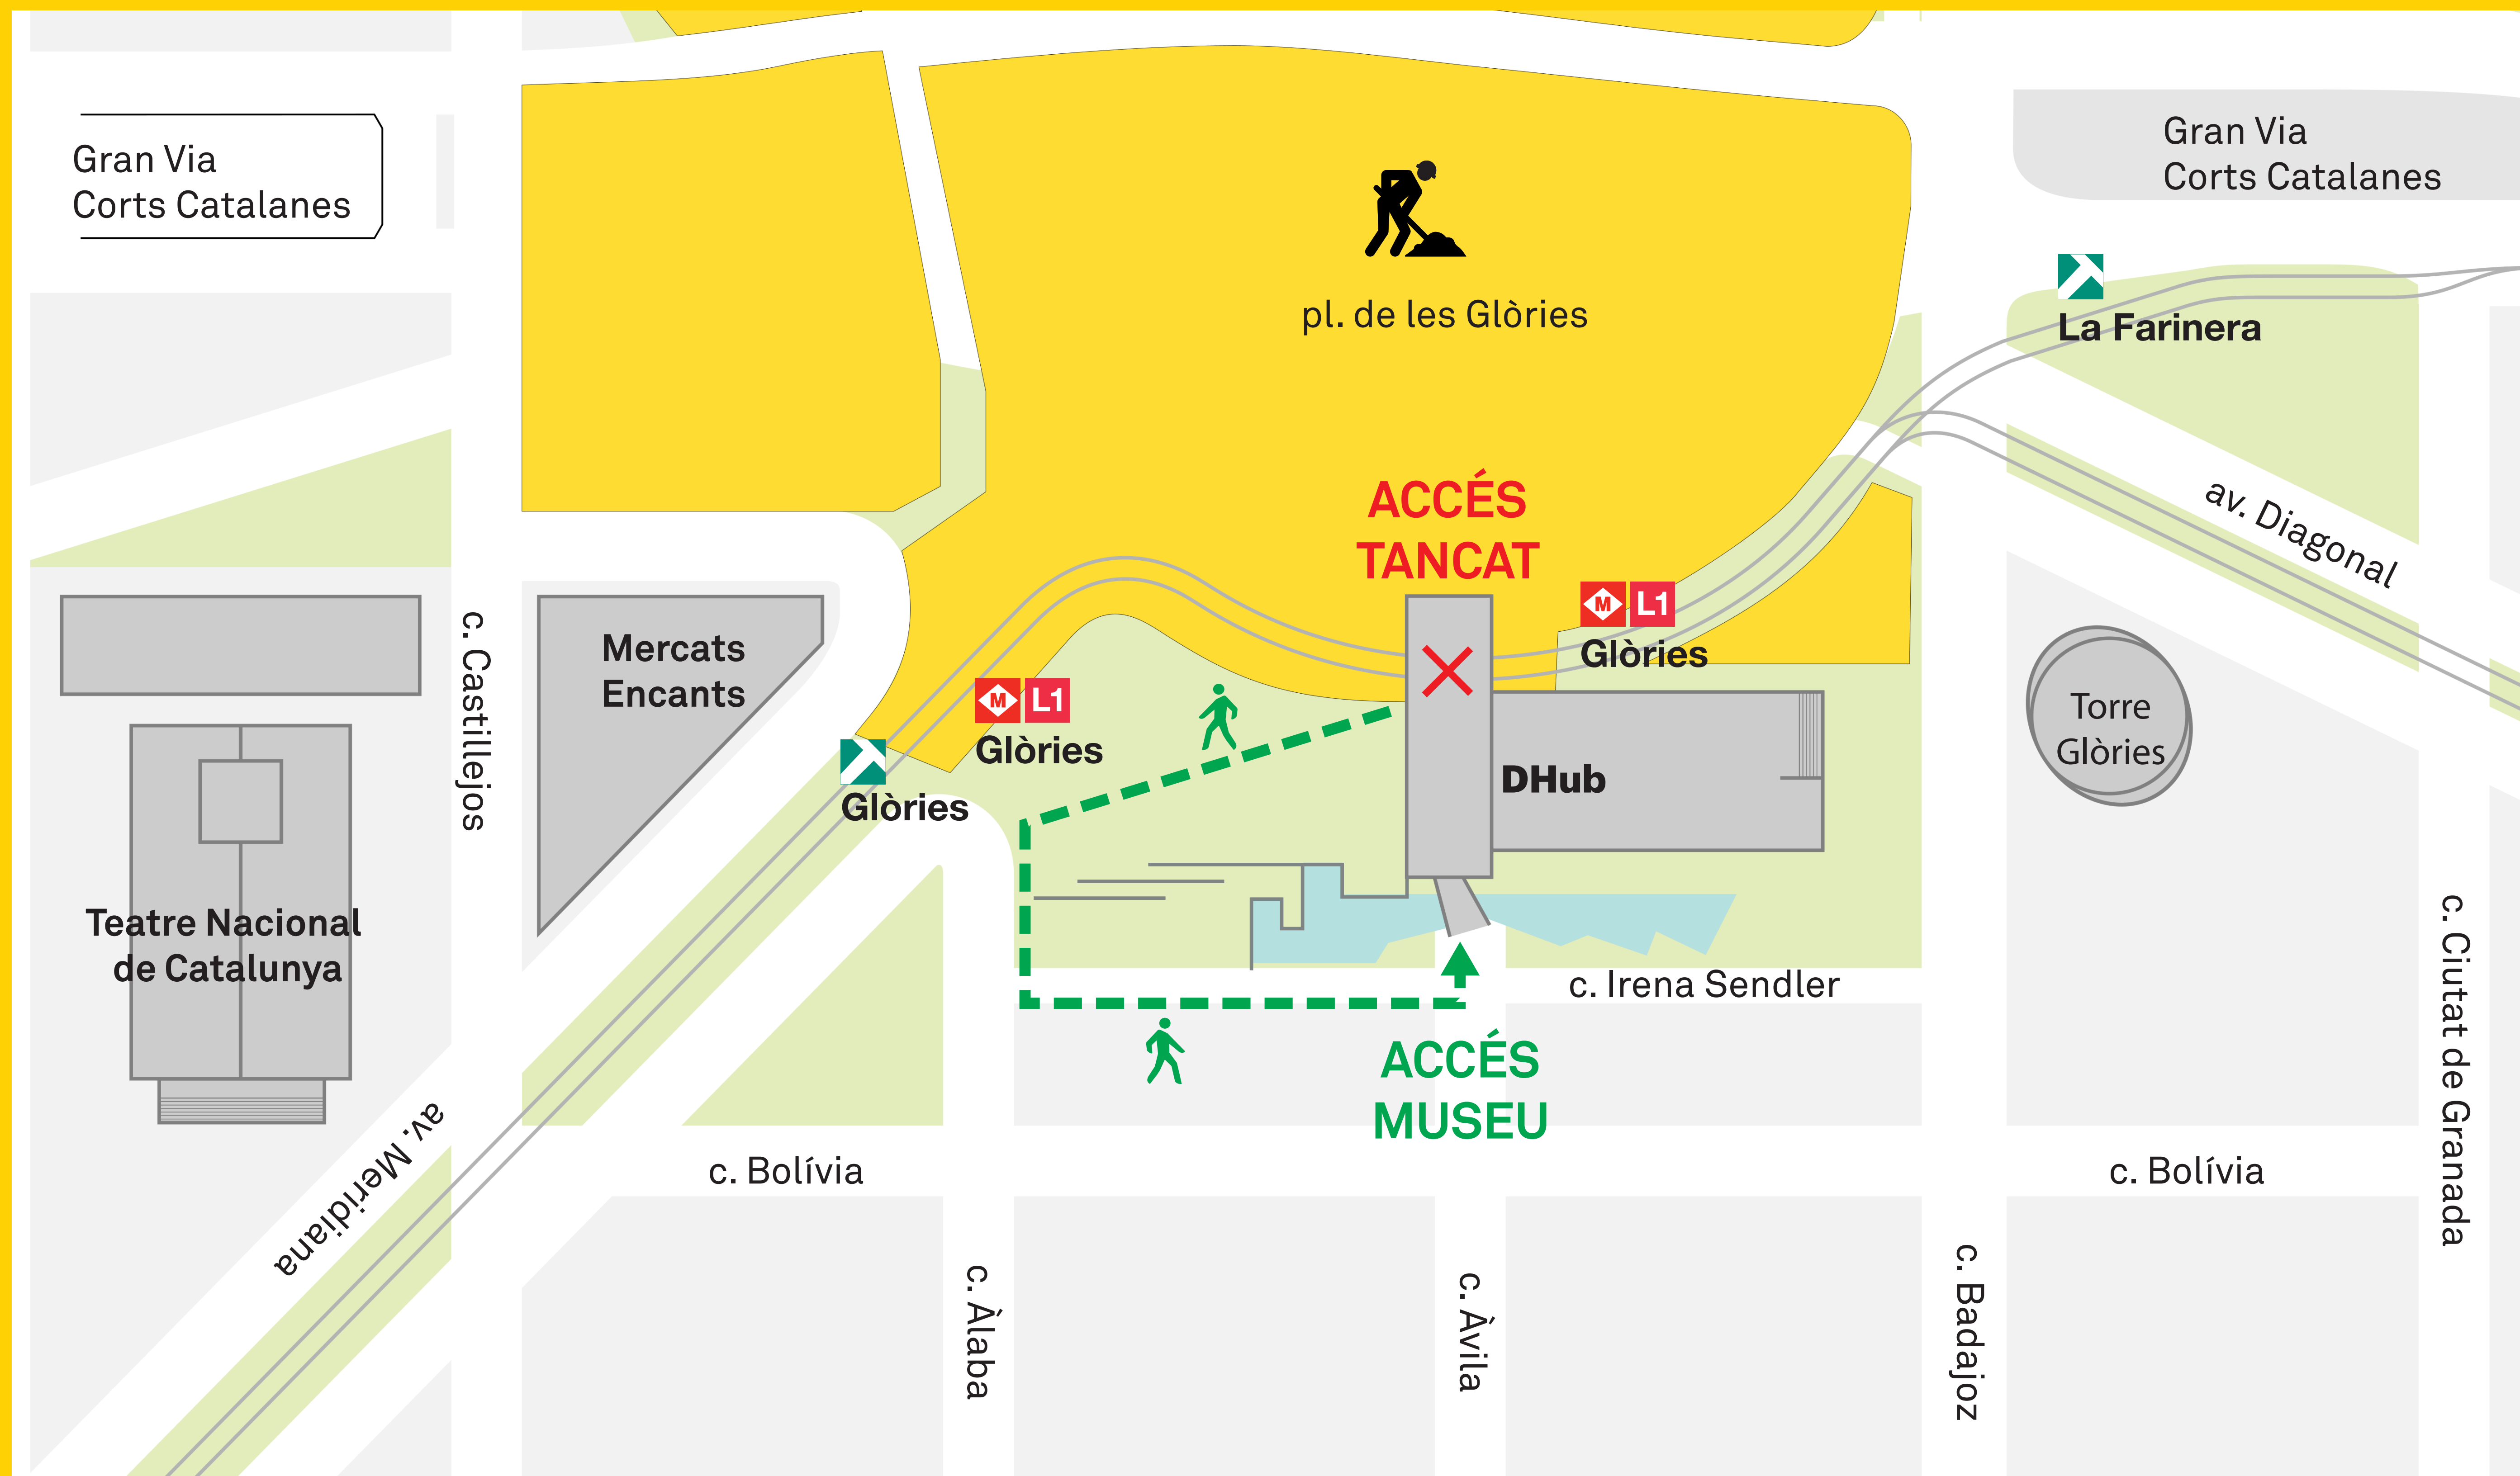 Gran Via
Corts Catalanes
Gran Via
Corts Catalanes
pl. de les Glòries
La Farinera
ACCÉS
TANCAT
av. Diagonal
M L1
Glòries
c. Castillejos
Mercats
Encants
M L1
Glòries
Glòries
DHub
Torre
Glòries
Teatre Nacional
de Catalunya
c. Irena Sendler
c. Ciutat de Granada
ACCÉS
MUSEU
av. Meridiana
c. Bolívia
c. Bolívia
c. Àlaba
c. Àvila
c. Badajoz